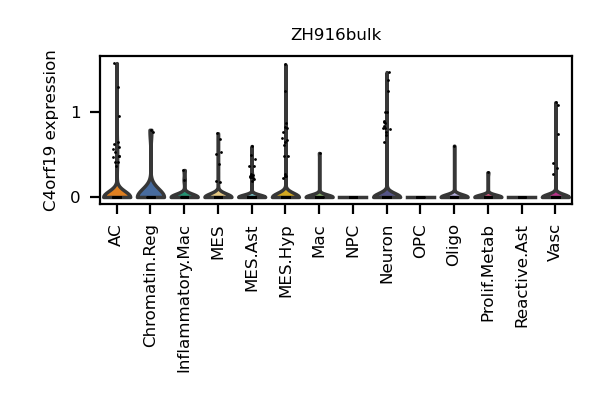 ZH916bulk
C4orf19 expression
1
0
AC
Chromatin.Reg
Inflammatory.Mac
MES
MES.Ast
MES.Hyp
Mac
NPC
Neuron
OPC
Oligo
Prolif.Metab
Reactive.Ast
Vasc